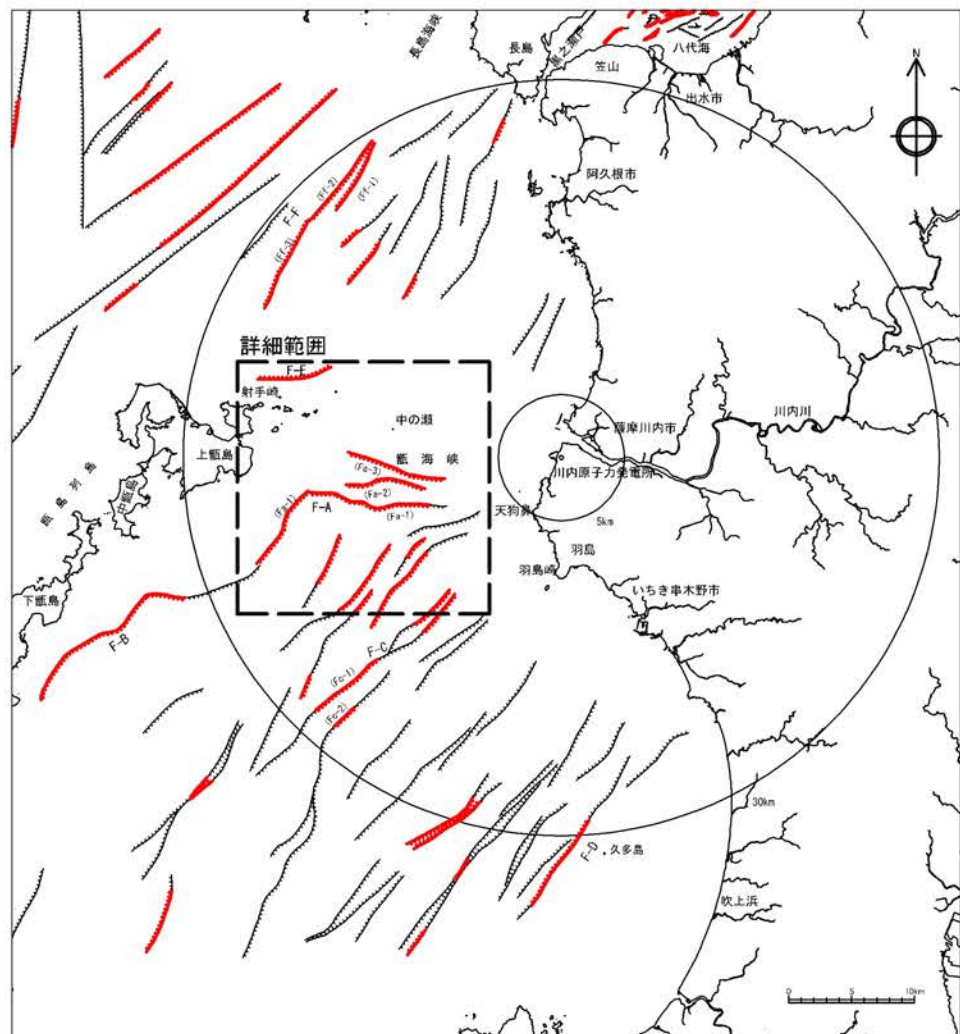 長島海峡
長島
黒之瀬戸
八代海
笠山
出水市
N
阿久根市
(Ff-2)
(Ff-1)
F-F
(Ff-3)
詳細範囲
F-E
射手崎
中の瀬
上甑島
甑海峡
薩摩川内市
川内川
(Fa-3)
川内原子力発電所
(Fa-2)
(Fa-1)
F-A
(Fa-1)
天狗鼻
5km
甑島列島
中甑島
羽島
羽島崎
下甑島
いちき串木野市
F-B
F-C
(Fc-1)
(Fc-2)
30km
F-D
久多島
吹上浜
0 5 10km